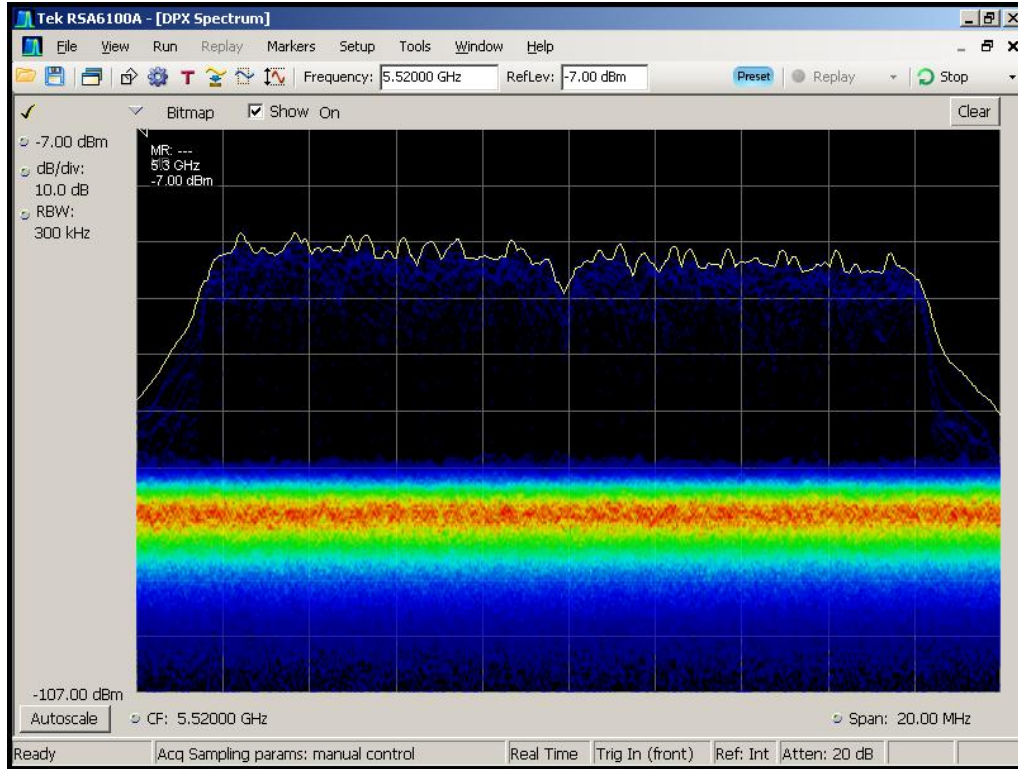 Tek RSA6100A - [DPX Spectrum]
File View Run Replay Markers Setup Tools Window Help
T Frequency: 5.52000 GHz RefLev: -7.00 dBm Preset Replay Stop
Bitmap Show On Clear
-7.00 dBm
dB/div:
10.0 dB
RBW:
300 kHz
MR: ---
5.3 GHz
-7.00 dBm
-107.00 dBm
Autoscale CF: 5.52000 GHz Span: 20.00 MHz
Ready Acq Sampling params: manual control Real Time Trig In (front) Ref: Int Atten: 20 dB